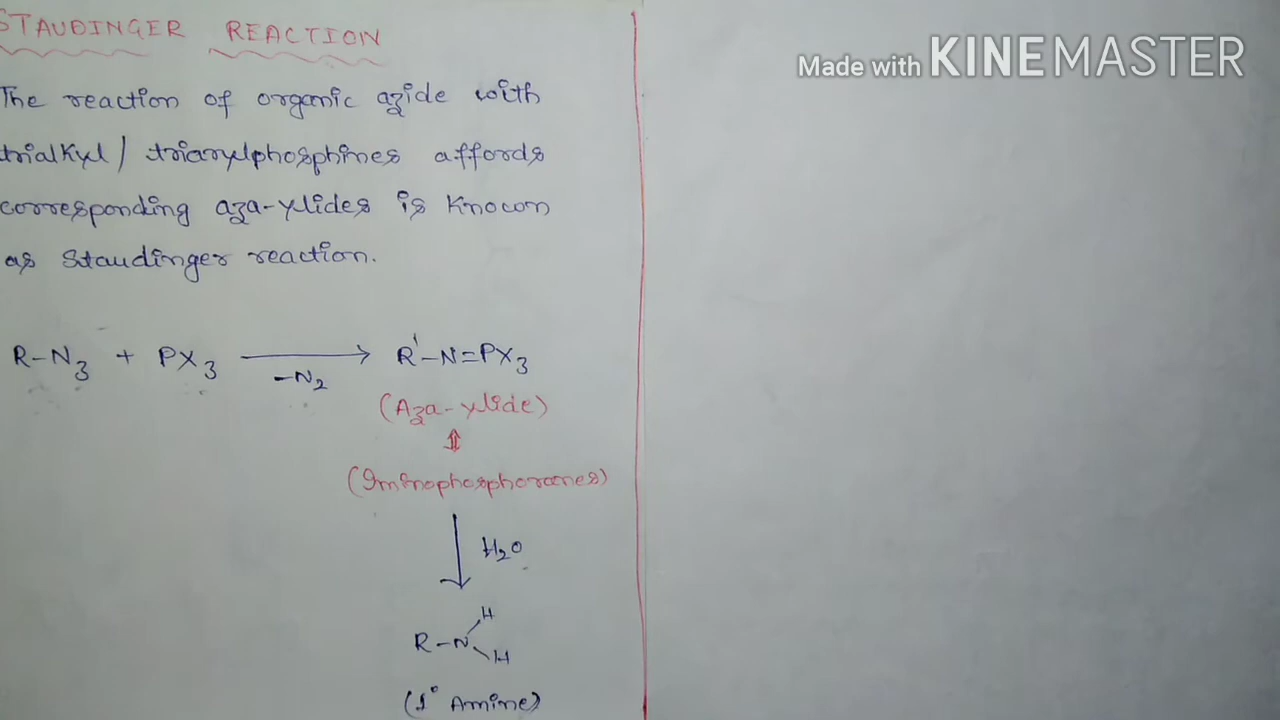 STAUDINGER REACTION
The reaction of organic azide with
trialkyl / triarylphosphines affords
corresponding aza-ylides is known
as Staudinger reaction.
R-N3 + PX3 → R'-N=PX3
-N2
(Aza-ylide)
⇕
(Iminophosphoranes)
↓ H2O
R-N
H
H
(1° Amine)
Made with KINEMASTER